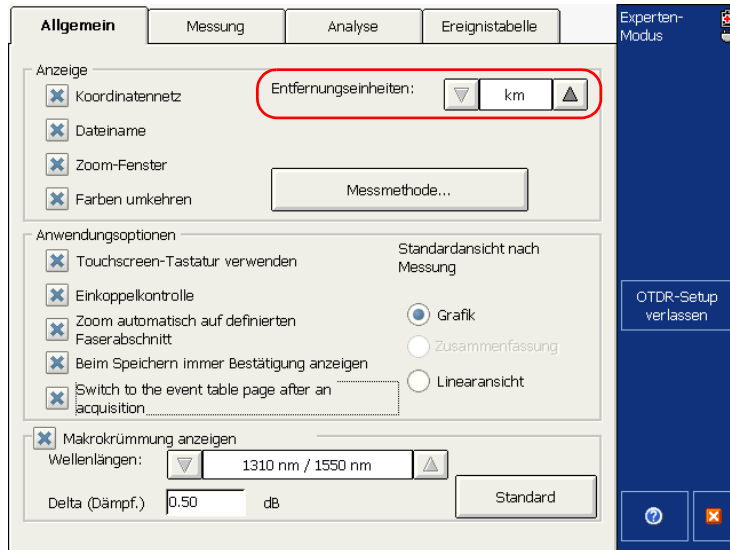 Allgemein
Messung
Analyse
Ereignistabelle
Experten-
Modus
Anzeige
Koordinatennetz
Entfernungseinheiten:
km
Dateiname
Zoom-Fenster
Farben umkehren
Messmethode...
Anwendungsoptionen
Touchscreen-Tastatur verwenden
Einkoppelkontrolle
Zoom automatisch auf definierten
Faserabschnitt
Beim Speichern immer Bestätigung anzeigen
Switch to the event table page after an
acquisition
Standardansicht nach
Messung
Grafik
Zusammenfassung
Linearansicht
OTDR-Setup
verlassen
Makrokrümmung anzeigen
Wellenlängen:
1310 nm / 1550 nm
Delta (Dämpf.)
0.50
dB
Standard